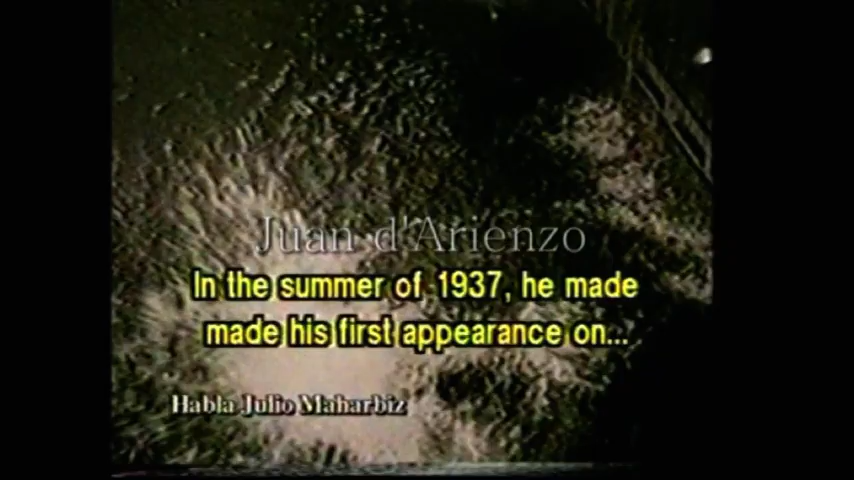 Juan d'Arienzo
In the summer of 1937, he made
made his first appearance on...
Habla Julio Maharbiz